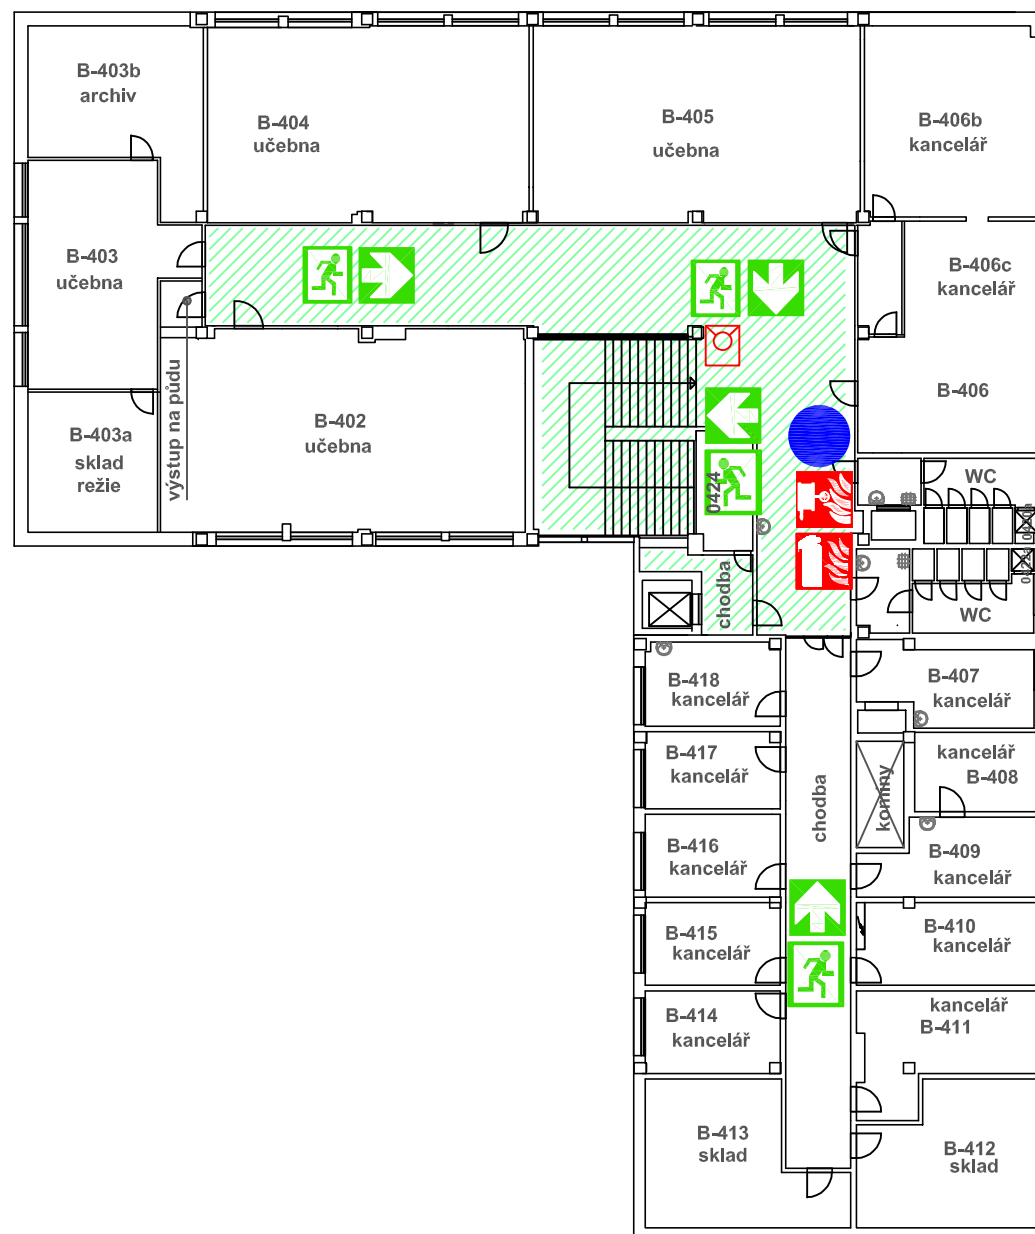 B-403b
archiv
B-404
učebna
B-405
učebna
B-406b
kancelář
B-403
učebna
B-406c
kancelář
B-406
B-402
učebna
B-403a
sklad
režie
výstup na půdu
0424
WC
WC
chodba
B-418
kancelář
B-407
kancelář
B-417
kancelář
kancelář
B-408
chodba
komíny
B-416
kancelář
B-409
kancelář
B-415
kancelář
B-410
kancelář
B-414
kancelář
kancelář
B-411
B-413
sklad
B-412
sklad